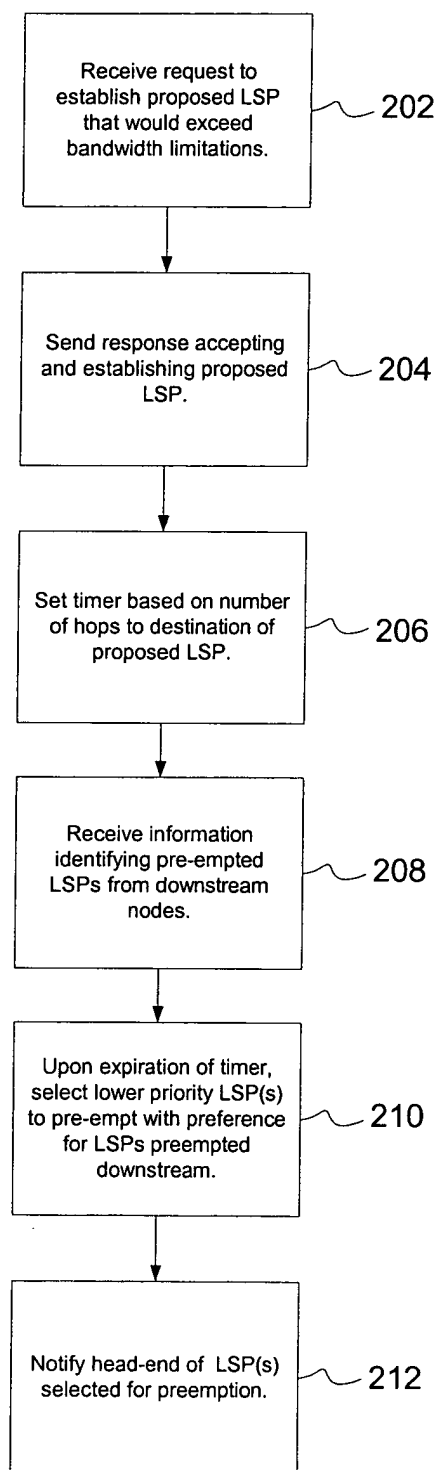 Receive request to
establish proposed LSP
that would exceed
bandwidth limitations.
202
Send response accepting
and establishing proposed
LSP.
204
Set timer based on number
of hops to destination of
proposed LSP.
206
Receive information
identifying pre-empted
LSPs from downstream
nodes.
208
Upon expiration of timer,
select lower priority LSP(s)
to pre-empt with preference
for LSPs preempted
downstream.
210
Notify head-end of LSP(s)
selected for preemption.
212